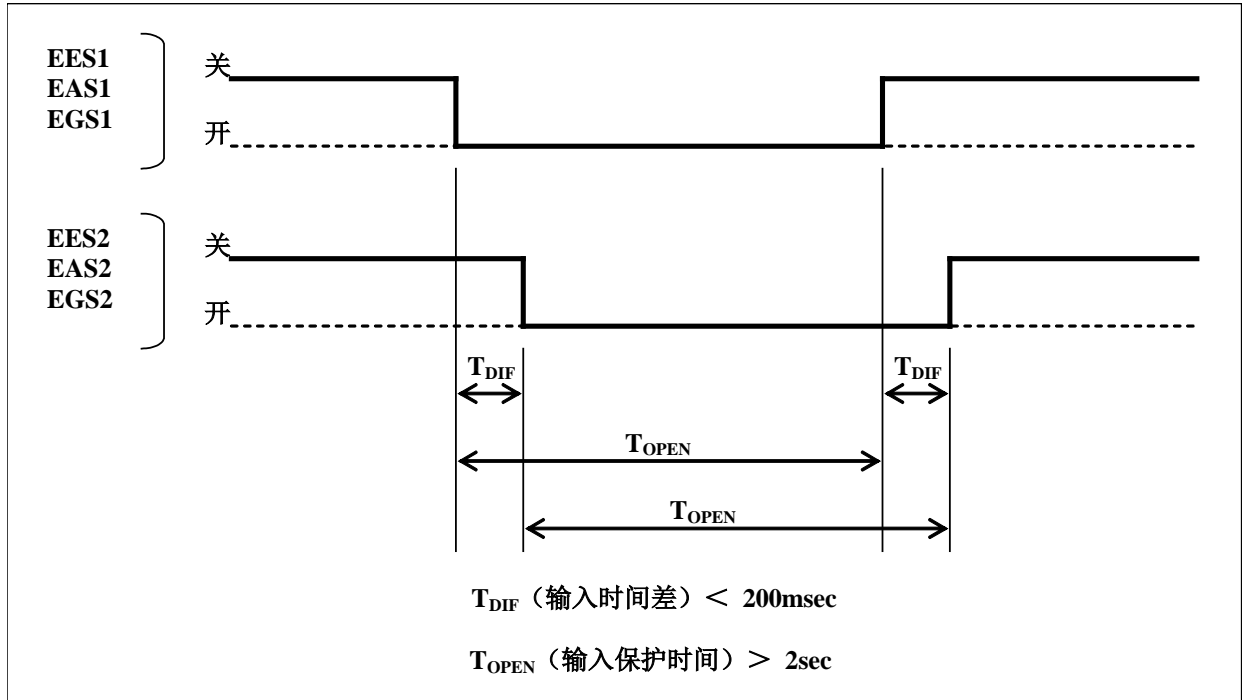 EES1
EAS1
EGS1
关
开
EES2
EAS2
EGS2
关
开
TDIF
TDIF
TOPEN
TOPEN
TDIF（输入时间差）＜ 200msec
TOPEN（输入保护时间）＞ 2sec